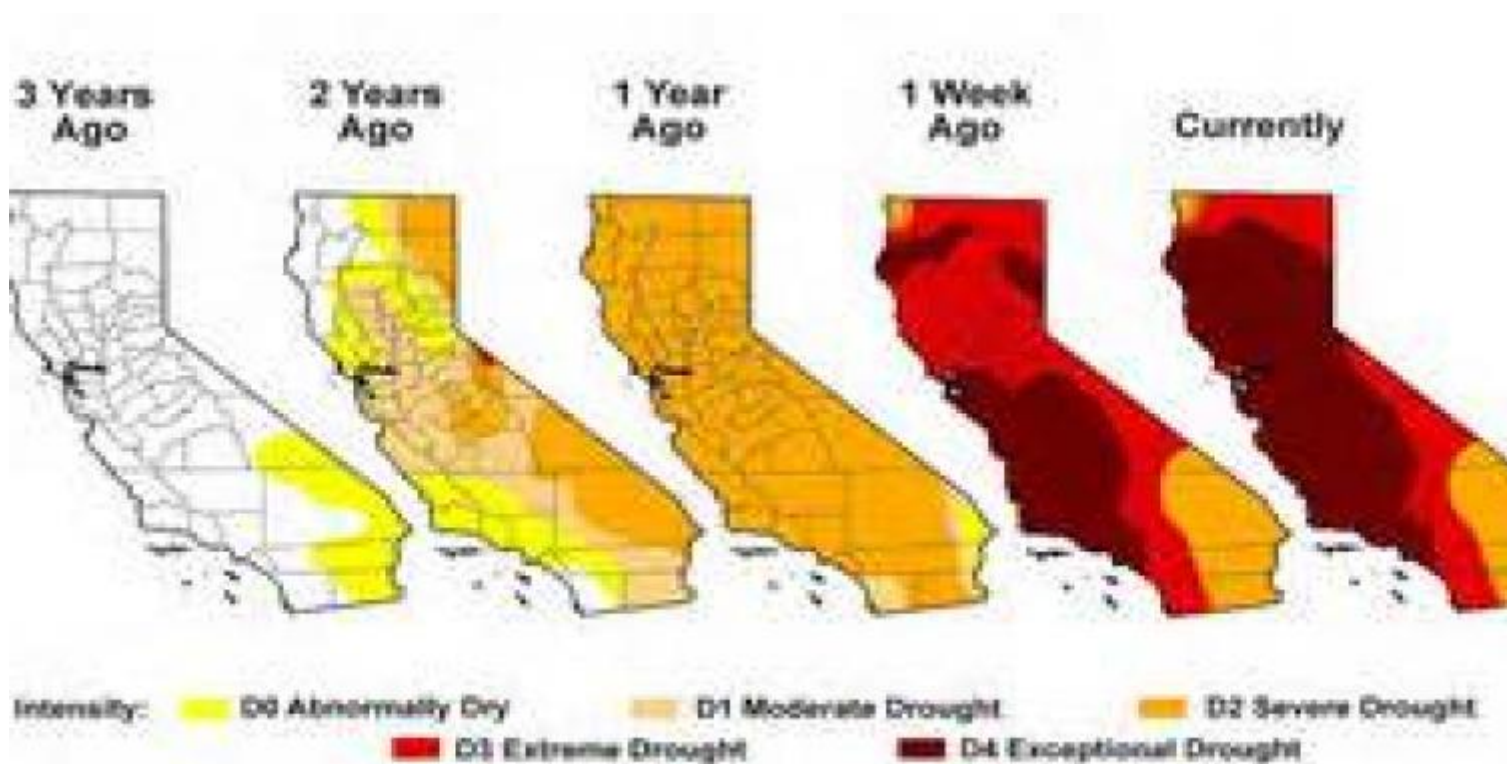 3 Years
Ago
2 Years
Ago
1 Year
Ago
1 Week
Ago
Currently
Intensity:
D0 Abnormally Dry
D1 Moderate Drought
D2 Severe Drought
D3 Extreme Drought
D4 Exceptional Drought